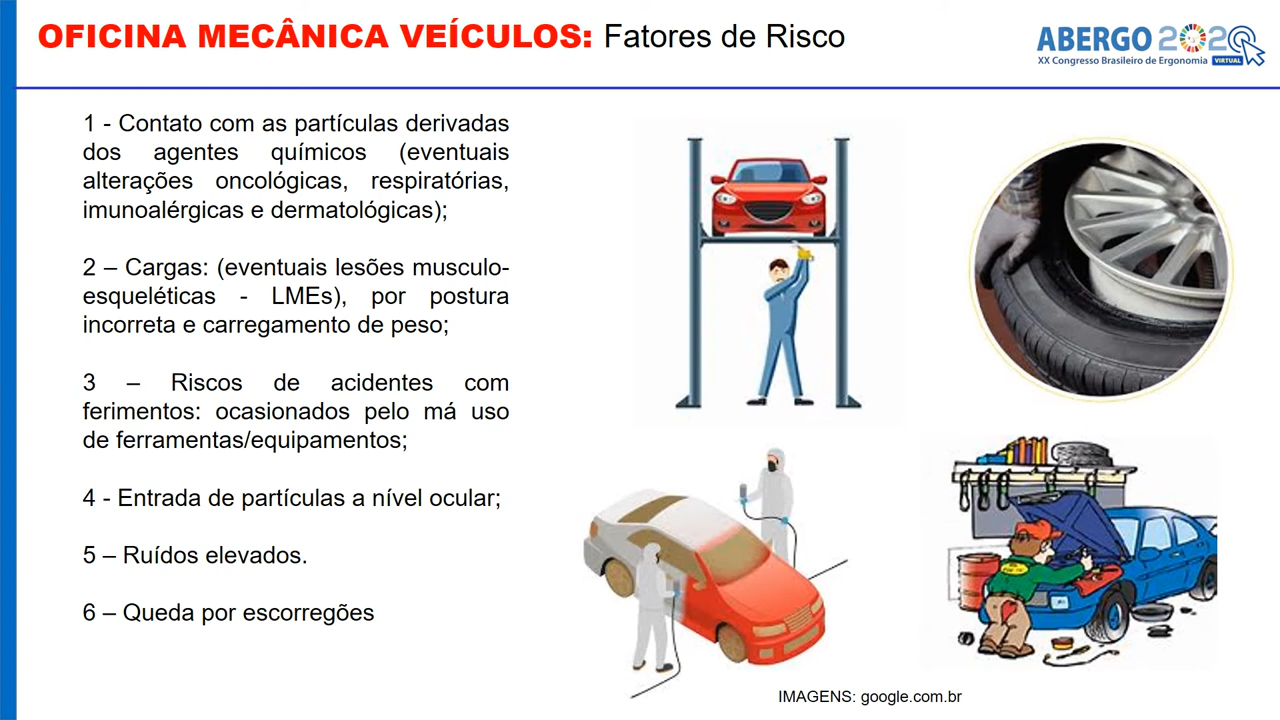 OFICINA MECÂNICA VEÍCULOS: Fatores de Risco
ABERGO 2020
XX Congresso Brasileiro de Ergonomia VIRTUAL
1 - Contato com as partículas derivadas
dos agentes químicos (eventuais
alterações oncológicas, respiratórias,
imunoalérgicas e dermatológicas);
2 – Cargas: (eventuais lesões musculo-
esqueléticas - LMEs), por postura
incorreta e carregamento de peso;
3 – Riscos de acidentes com
ferimentos: ocasionados pelo má uso
de ferramentas/equipamentos;
4 - Entrada de partículas a nível ocular;
5 – Ruídos elevados.
6 – Queda por escorregões
IMAGENS: google.com.br